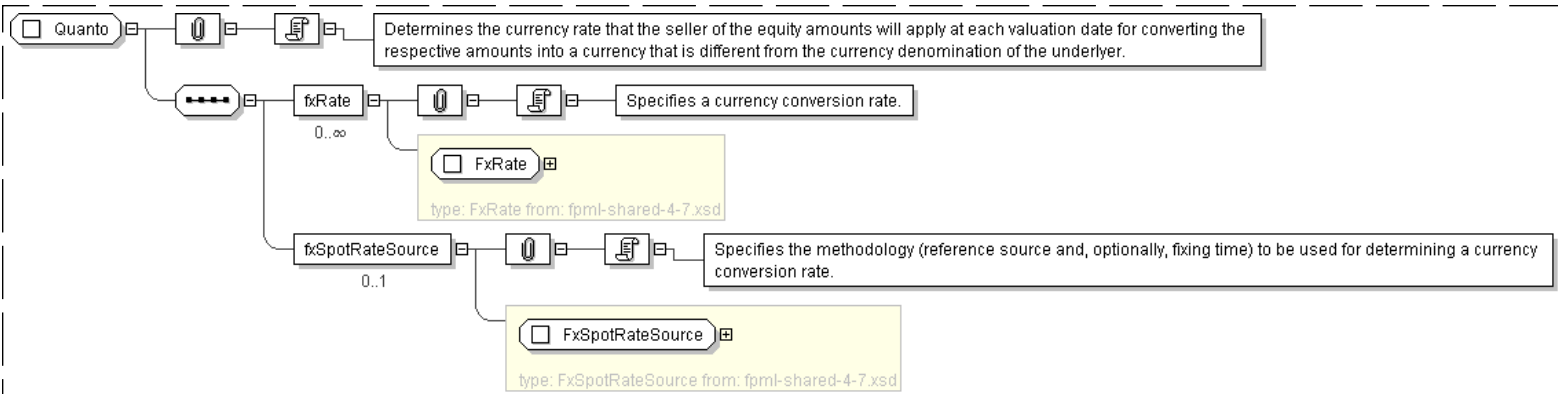 Quanto
Determines the currency rate that the seller of the equity amounts will apply at each valuation date for converting the
respective amounts into a currency that is different from the currency denomination of the underlyer.
fxRate
Specifies a currency conversion rate.
0..∞
FxRate
type: FxRate from: fpml-shared-4-7.xsd
fxSpotRateSource
Specifies the methodology (reference source and, optionally, fixing time) to be used for determining a currency
conversion rate.
0..1
FxSpotRateSource
type: FxSpotRateSource from: fpml-shared-4-7.xsd